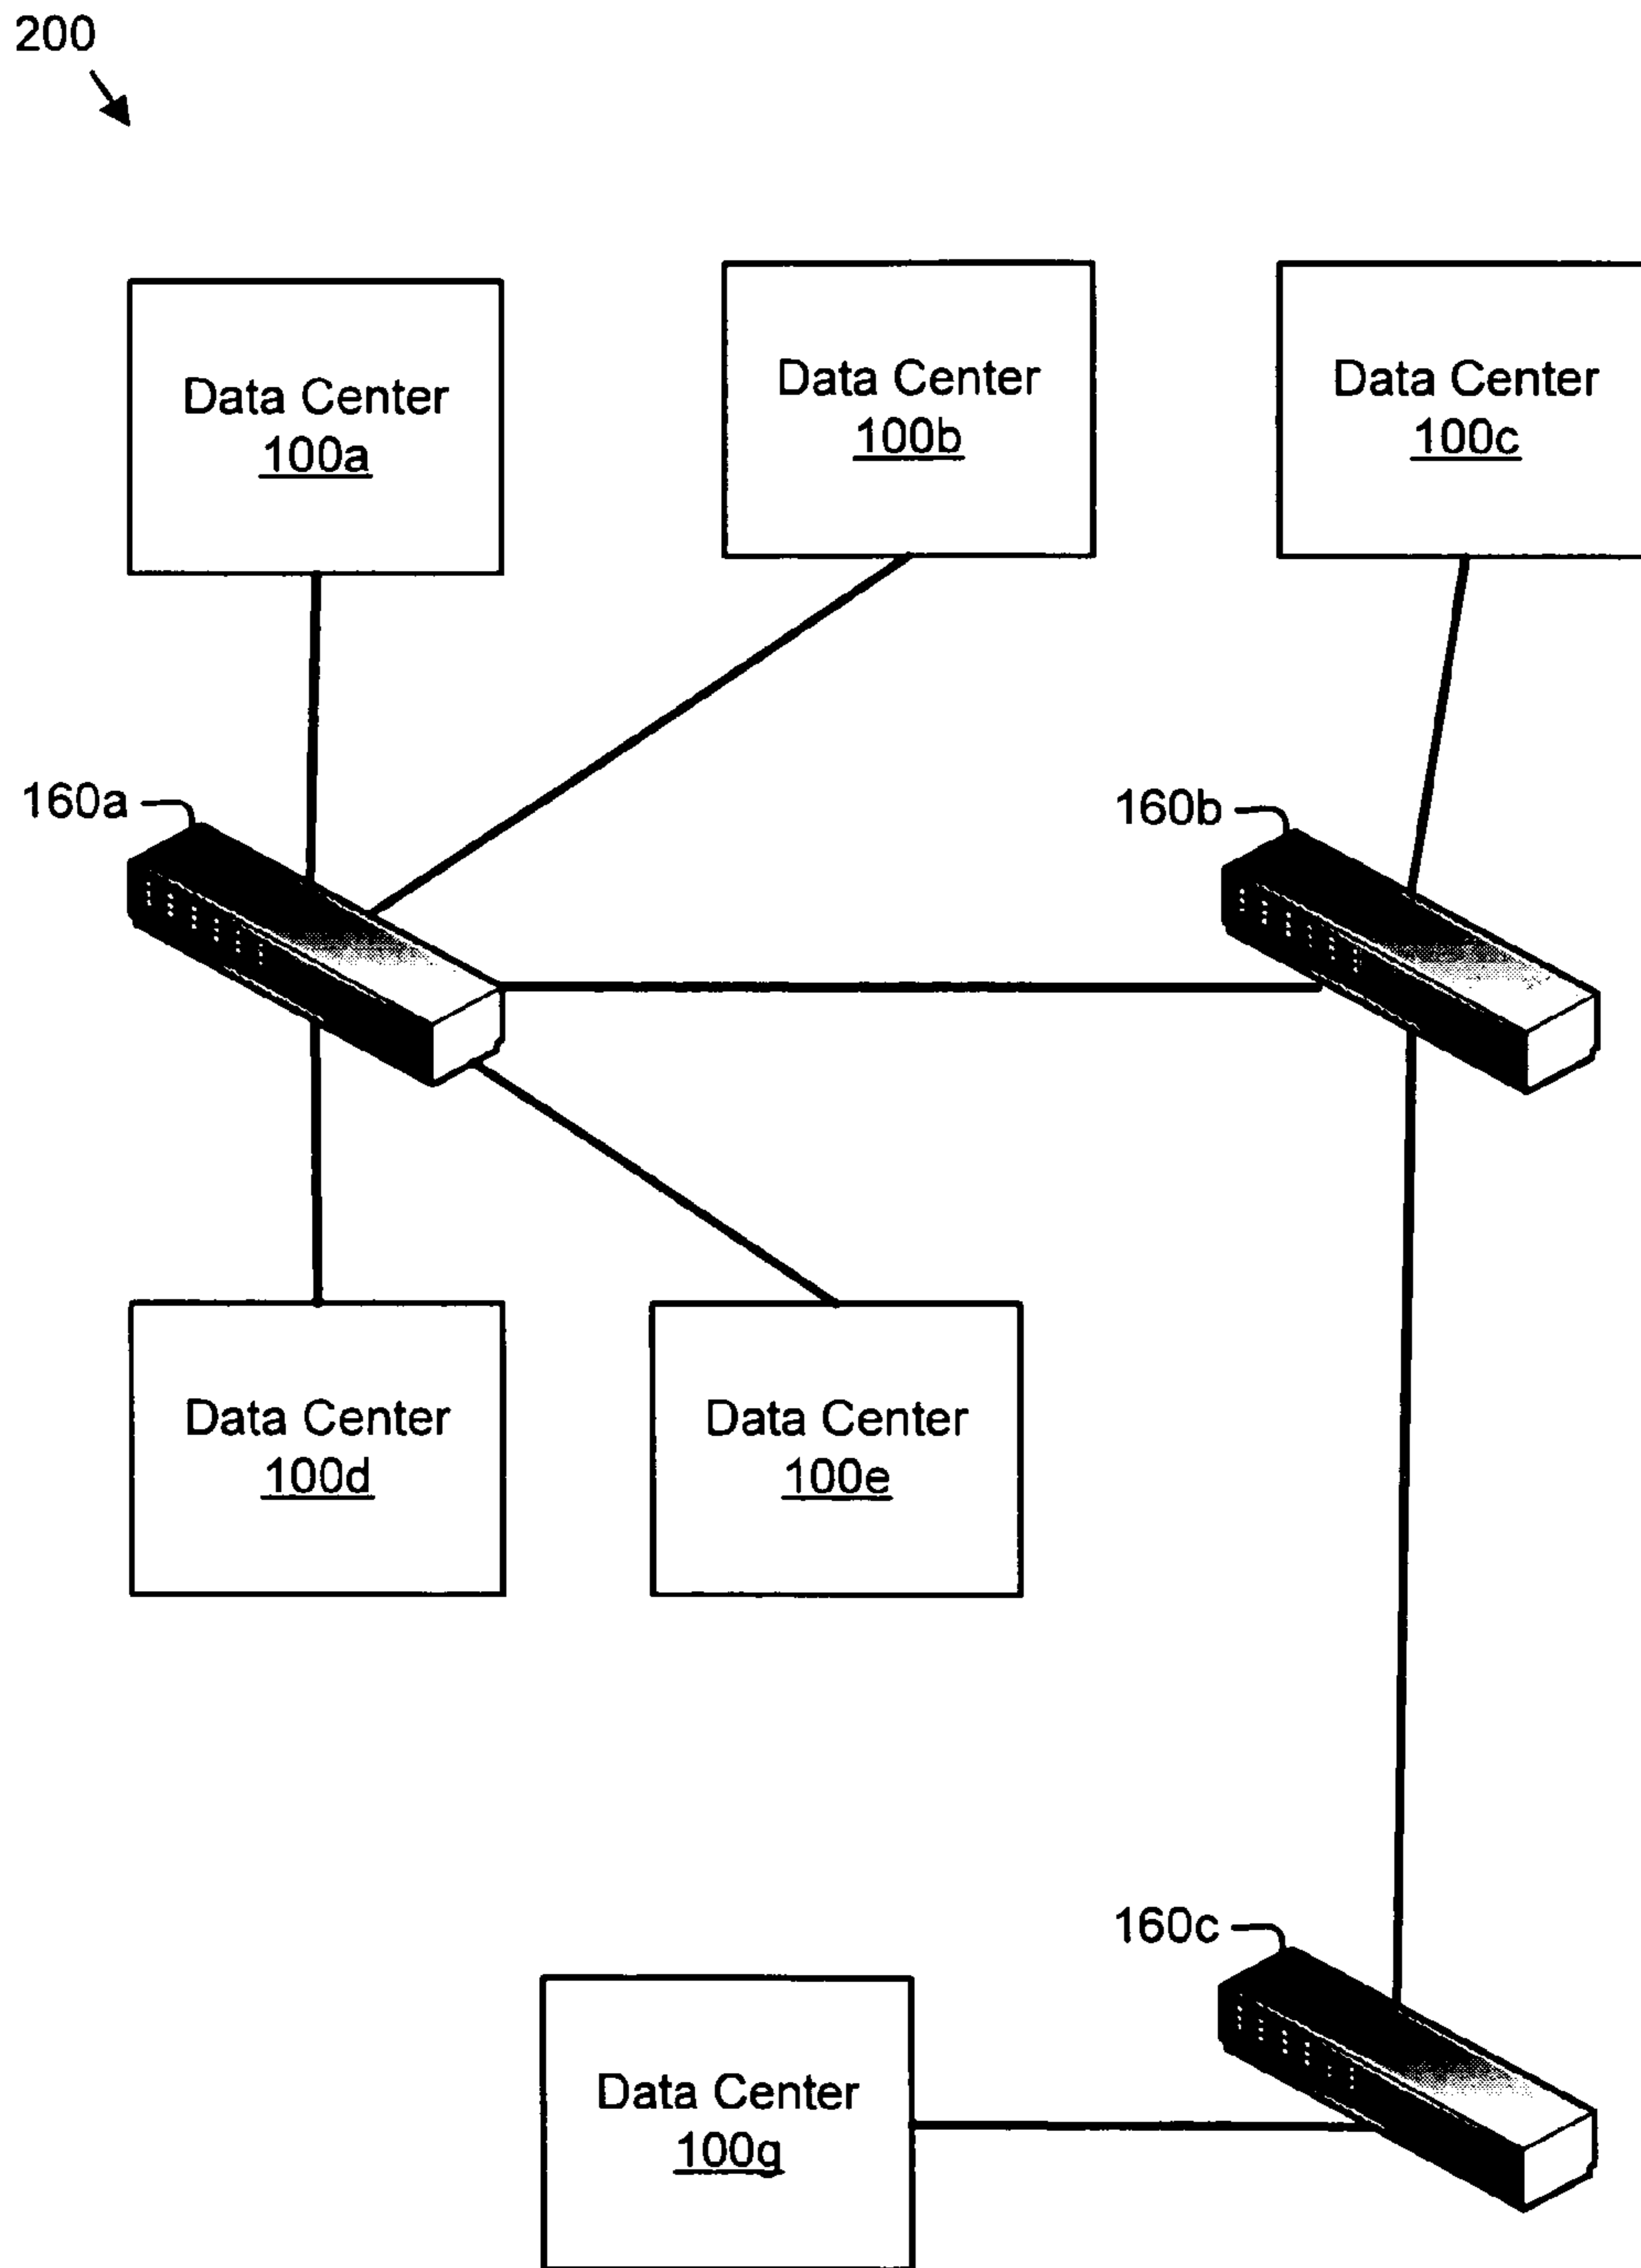 200
Data Center
100a
Data Center
100b
Data Center
100c
160a
160b
Data Center
100d
Data Center
100e
160c
Data Center
100g